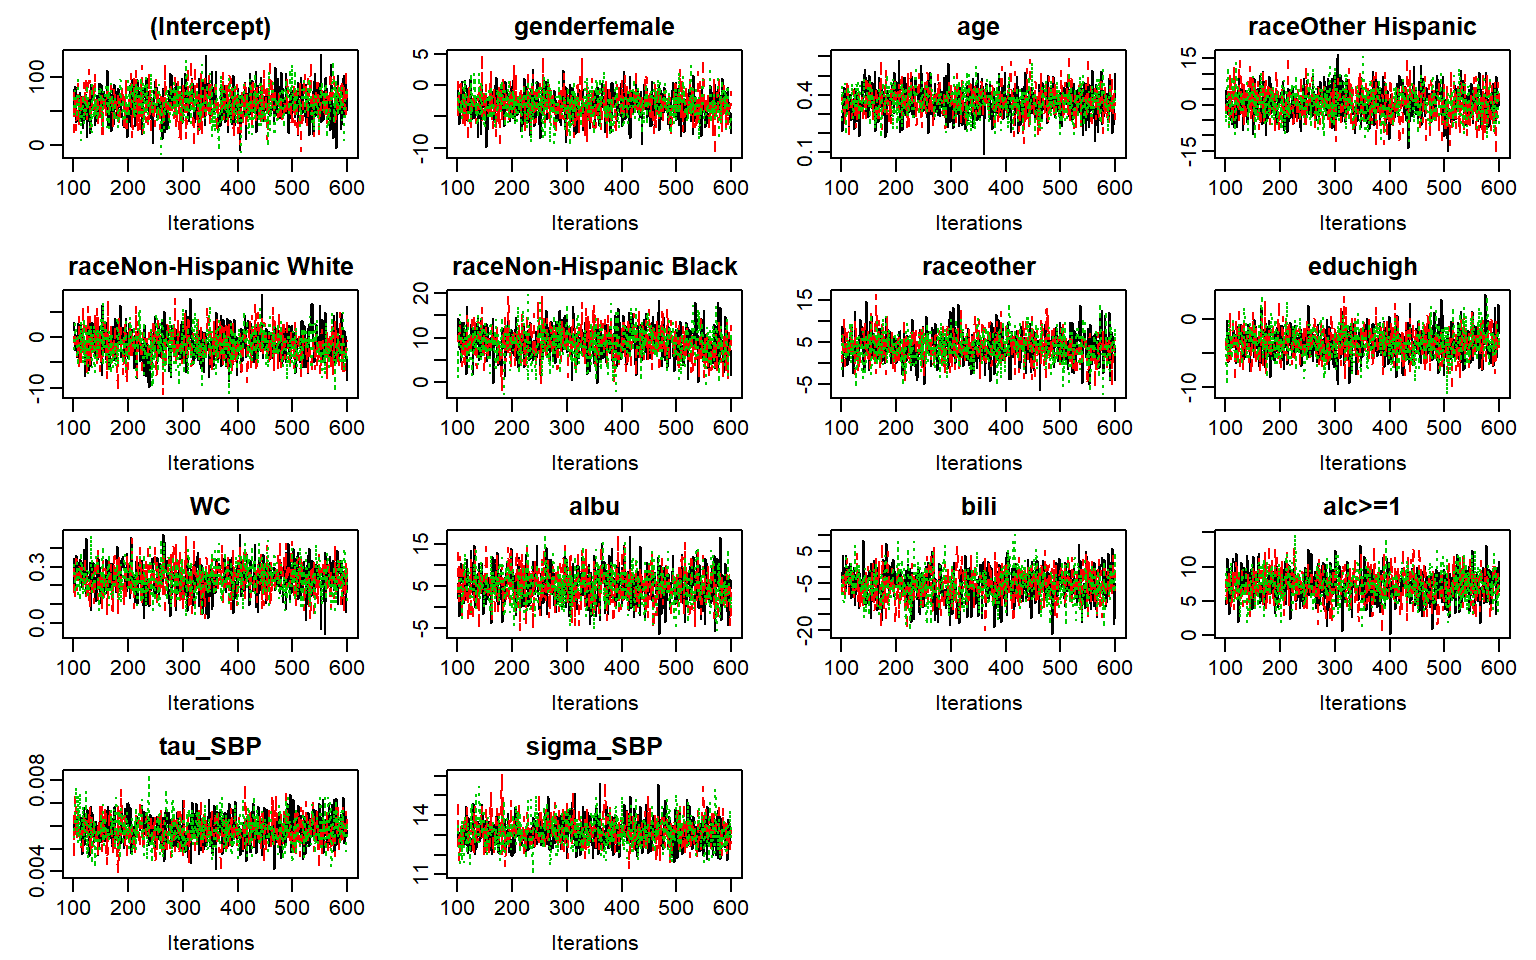 (Intercept) genderfemale age raceOther Hispanic
0 100
-10 0 5
0.1 0.4
-15 0 15
100 200 300 400 500 600 100 200 300 400 500 600 100 200 300 400 500 600 100 200 300 400 500 600
Iterations Iterations Iterations Iterations
raceNon-Hispanic White raceNon-Hispanic Black raceother educhigh
-10 0
0 10 20
-5 5 15
-10 0
100 200 300 400 500 600 100 200 300 400 500 600 100 200 300 400 500 600 100 200 300 400 500 600
Iterations Iterations Iterations Iterations
WC albu bili alc>=1
0.0 0.3
-5 5 15
-20 -5 5
0 5 10
100 200 300 400 500 600 100 200 300 400 500 600 100 200 300 400 500 600 100 200 300 400 500 600
Iterations Iterations Iterations Iterations
tau_SBP sigma_SBP
0.004 0.008
11 14
100 200 300 400 500 600 100 200 300 400 500 600
Iterations Iterations